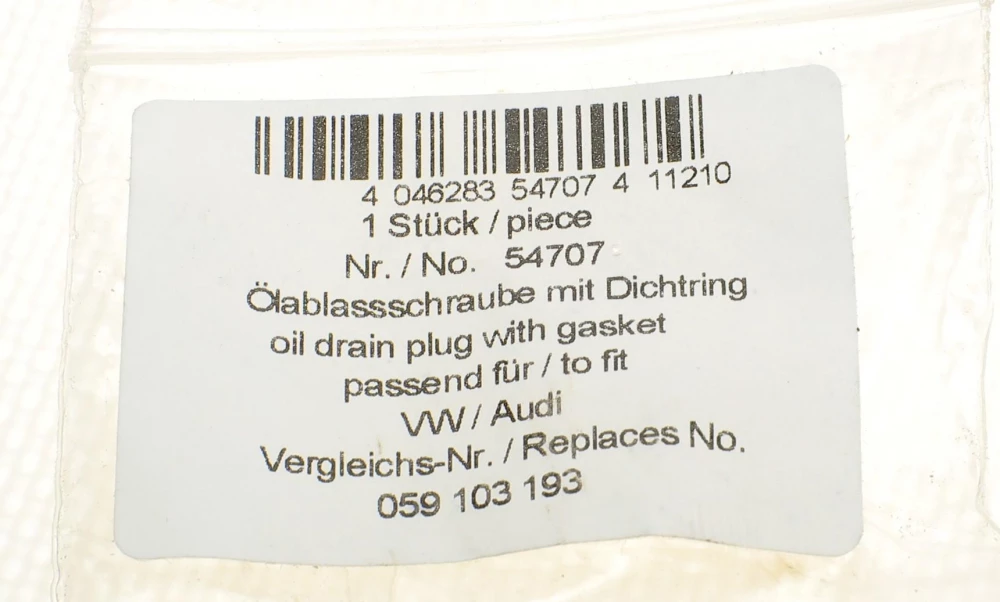 4 046283 54707 4 11210
1 Stück / piece
Nr. / No. 54707
Ölablassschraube mit Dichtring
oil drain plug with gasket
passend für / to fit
VW / Audi
Vergleichs-Nr. / Replaces No.
059 103 193